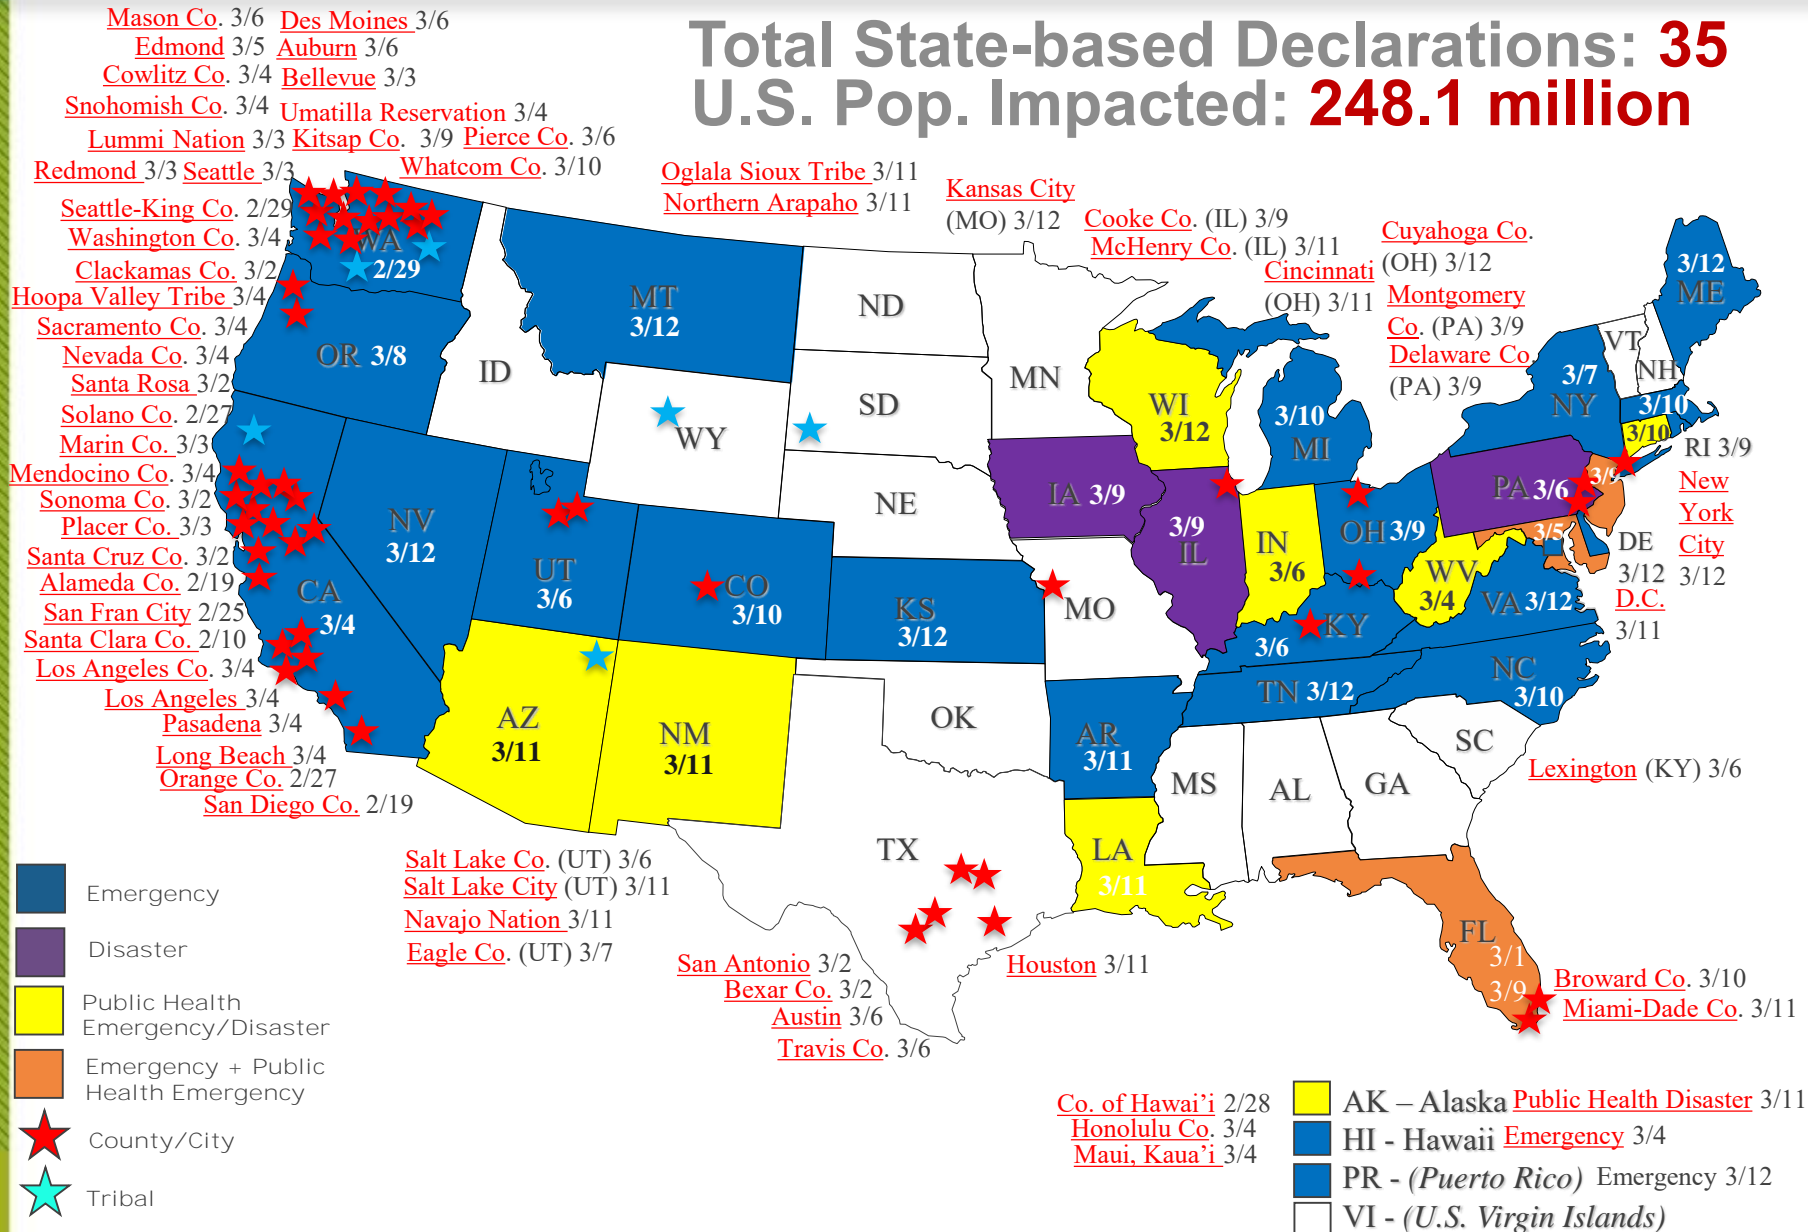 Total State-based Declarations: 35
U.S. Pop. Impacted: 248.1 million
Mason Co. 3/6 Des Moines 3/6
Edmond 3/5 Auburn 3/6
Cowlitz Co. 3/4 Bellevue 3/3
Snohomish Co. 3/4 Umatilla Reservation 3/4
Lummi Nation 3/3 Kitsap Co. 3/9 Pierce Co. 3/6
Redmond 3/3 Seattle 3/3 Whatcom Co. 3/10
Seattle-King Co. 2/29
Washington Co. 3/4
Clackamas Co. 3/2
Hoopa Valley Tribe 3/4
Sacramento Co. 3/4
Nevada Co. 3/4
Santa Rosa 3/2
Solano Co. 2/27
Marin Co. 3/3
Mendocino Co. 3/4
Sonoma Co. 3/2
Placer Co. 3/3
Santa Cruz Co. 3/2
Alameda Co. 2/19
San Fran City 2/25
Santa Clara Co. 2/10
Los Angeles Co. 3/4
Los Angeles 3/4
Pasadena 3/4
Long Beach 3/4
Orange Co. 2/27
San Diego Co. 2/19
Oglala Sioux Tribe 3/11
Northern Arapaho 3/11
Kansas City
(MO) 3/12
Cooke Co. (IL) 3/9
McHenry Co. (IL) 3/11
Cincinnati
(OH) 3/11
Cuyahoga Co.
(OH) 3/12
Montgomery
Co. (PA) 3/9
Delaware Co.
(PA) 3/9
WA
2/29
OR 3/8
ID
MT
3/12
ND
SD
WY
NE
MN
WI
3/12
3/10
MI
IA 3/9
3/9
IL
IN
3/6
OH 3/9
PA 3/6
3/7
NY
VT
NH
3/12
ME
3/10
3/10
RI 3/9
3/9
New
York
City
3/12
3/5
DE
3/12
D.C.
3/11
WV
3/4
VA 3/12
KY
3/6
TN 3/12
NC
3/10
SC
NV
3/12
UT
3/6
CO
3/10
KS
3/12
MO
CA
3/4
AZ
3/11
NM
3/11
OK
AR
3/11
MS
AL
GA
TX
LA
3/11
FL
3/1
3/9
Lexington (KY) 3/6
Broward Co. 3/10
Miami-Dade Co. 3/11
Salt Lake Co. (UT) 3/6
Salt Lake City (UT) 3/11
Navajo Nation 3/11
Eagle Co. (UT) 3/7
San Antonio 3/2
Bexar Co. 3/2
Austin 3/6
Travis Co. 3/6
Houston 3/11
Emergency
Disaster
Public Health
Emergency/Disaster
Emergency + Public
Health Emergency
County/City
Tribal
Co. of Hawai'i 2/28
Honolulu Co. 3/4
Maui, Kaua'i 3/4
AK – Alaska Public Health Disaster 3/11
HI - Hawaii Emergency 3/4
PR - (Puerto Rico) Emergency 3/12
VI - (U.S. Virgin Islands)